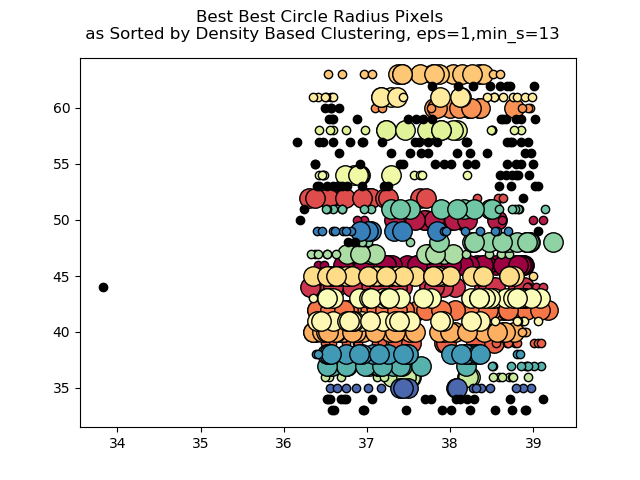 Best Best Circle Radius Pixels
as Sorted by Density Based Clustering, eps=1,min_s=13
60
55
50
45
40
35
34 35 36 37 38 39